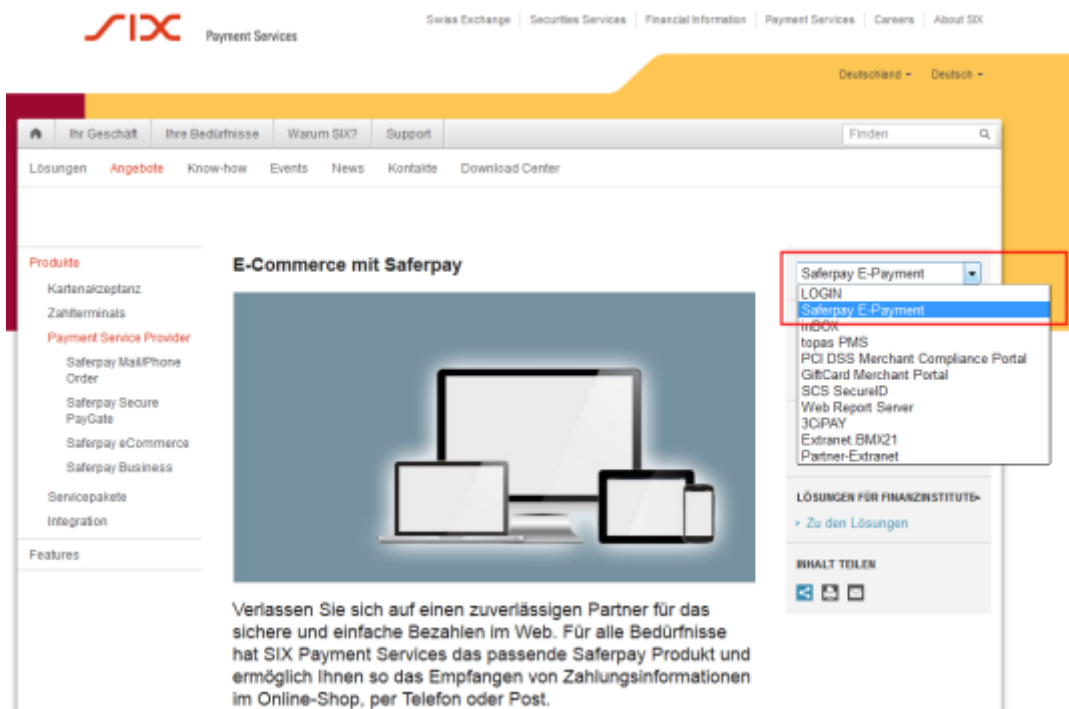 SIX Payment Services
Swiss Exchange Securities Services Financial Information Payment Services Careers About SIX
Deutschland Deutsch
Ihr Geschäft Ihre Bedürfnisse Warum SIX? Support Finden
Lösungen Angebote Know-how Events News Kontakte Download Center
Produkte
Kartenakzeptanz
Zahlterminals
Payment Service Provider
Saferpay Mail/Phone
Order
Saferpay Secure
PayGate
Saferpay eCommerce
Saferpay Business
Servicepakete
Integration
Features
E-Commerce mit Saferpay
Verlassen Sie sich auf einen zuverlässigen Partner für das
sichere und einfache Bezahlen im Web. Für alle Bedürfnisse
hat SIX Payment Services das passende Saferpay Produkt und
ermöglich Ihnen so das Empfangen von Zahlungsinformationen
im Online-Shop, per Telefon oder Post.
Saferpay E-Payment
LOGIN
Saferpay E-Payment
inBOX
topas PMS
PCI DSS Merchant Compliance Portal
GiftCard Merchant Portal
SCS SecureID
Web Report Server
3CiPAY
Extranet.BMX21
Partner-Extranet
LÖSUNGEN FÜR FINANZINSTITUTE
Zu den Lösungen
INHALT TEILEN